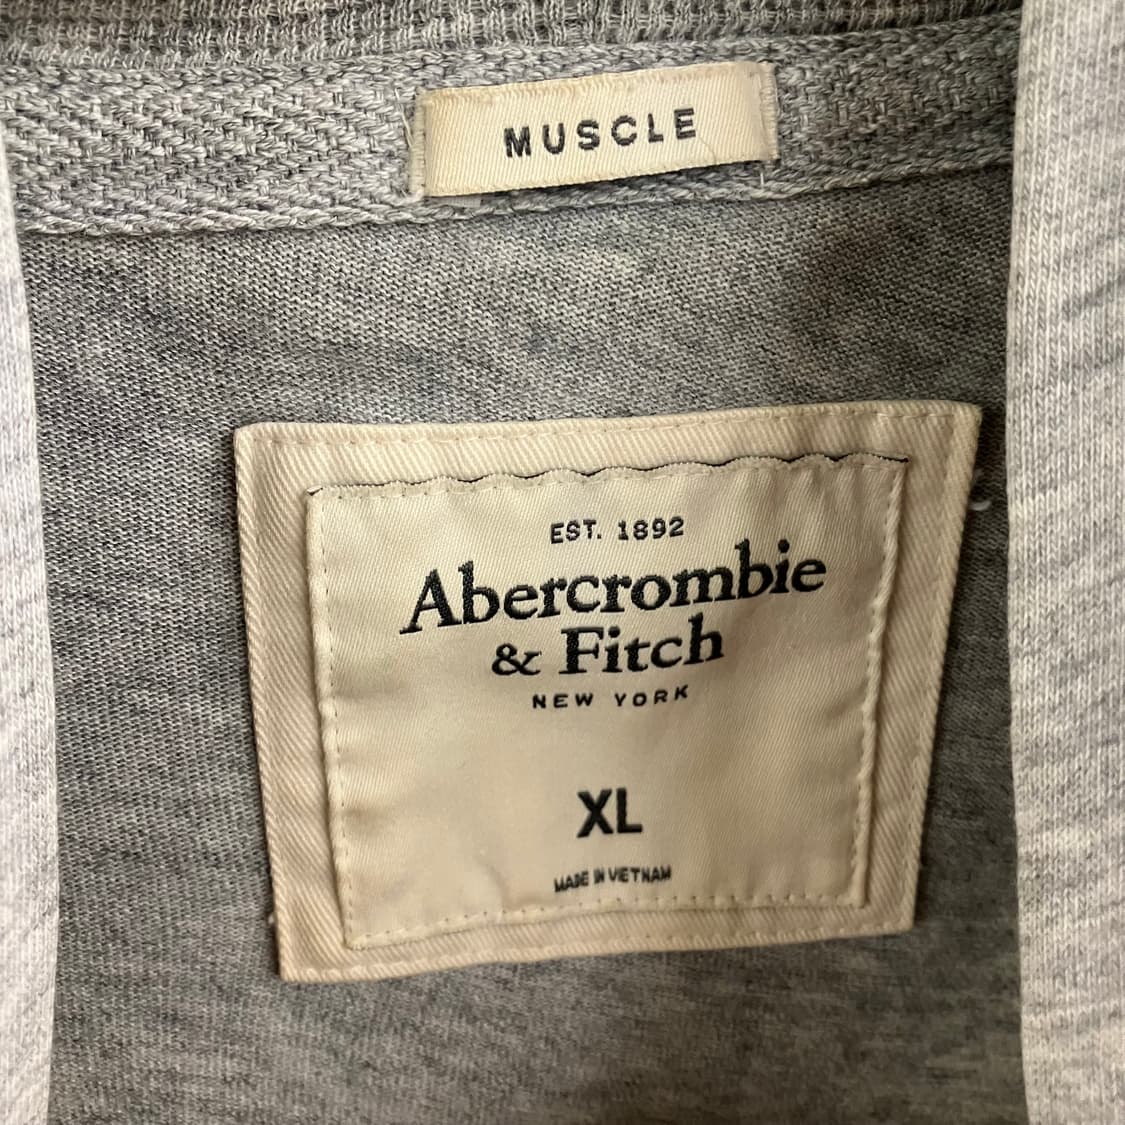 MUSCLE
EST. 1892
Abercrombie
& Fitch
NEW YORK
XL
MADE IN VIETNAM